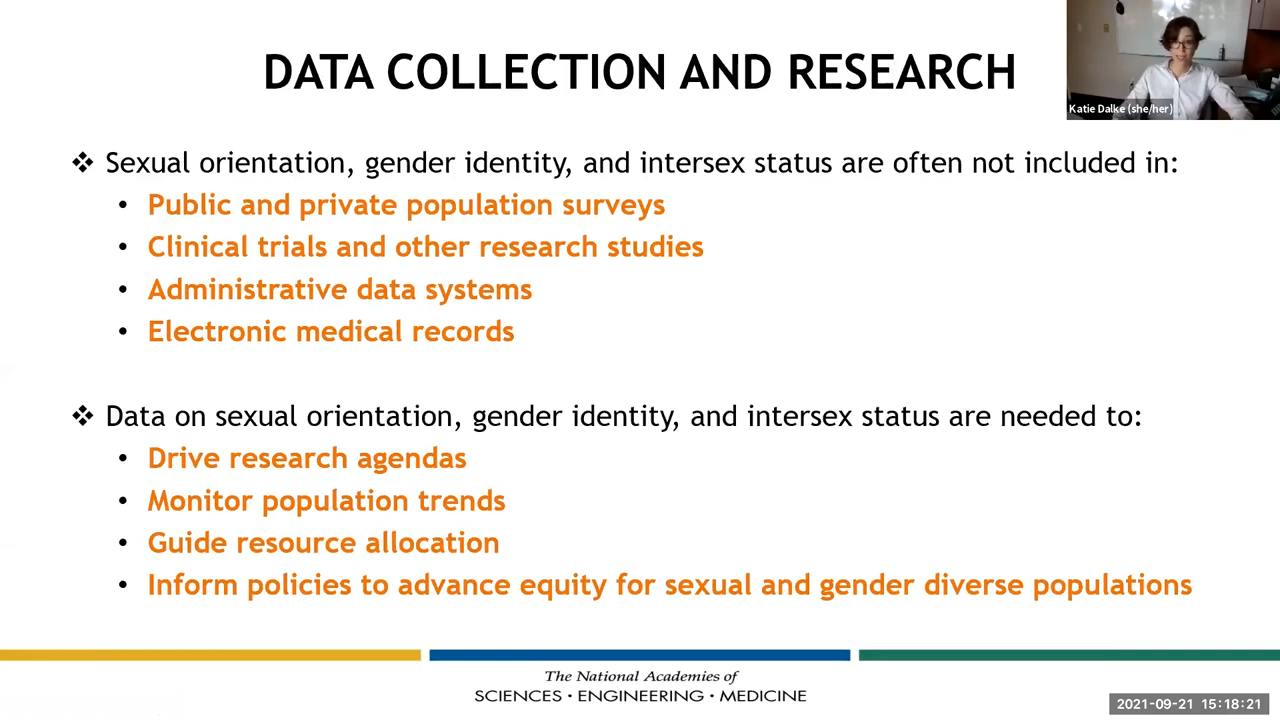 DATA COLLECTION AND RESEARCH
Katie Dalke (she/her)
❖ Sexual orientation, gender identity, and intersex status are often not included in:
• Public and private population surveys
• Clinical trials and other research studies
• Administrative data systems
• Electronic medical records
❖ Data on sexual orientation, gender identity, and intersex status are needed to:
• Drive research agendas
• Monitor population trends
• Guide resource allocation
• Inform policies to advance equity for sexual and gender diverse populations
The National Academies of
SCIENCES · ENGINEERING · MEDICINE
2021-09-21 15:18:21